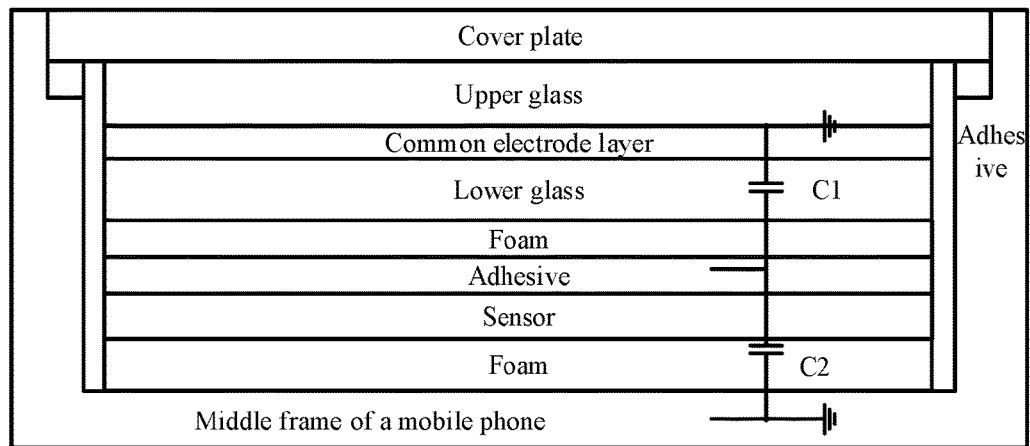 Cover plate
Upper glass
Common electrode layer
Adhes
ive
Lower glass
C1
Foam
Adhesive
Sensor
Foam
C2
Middle frame of a mobile phone